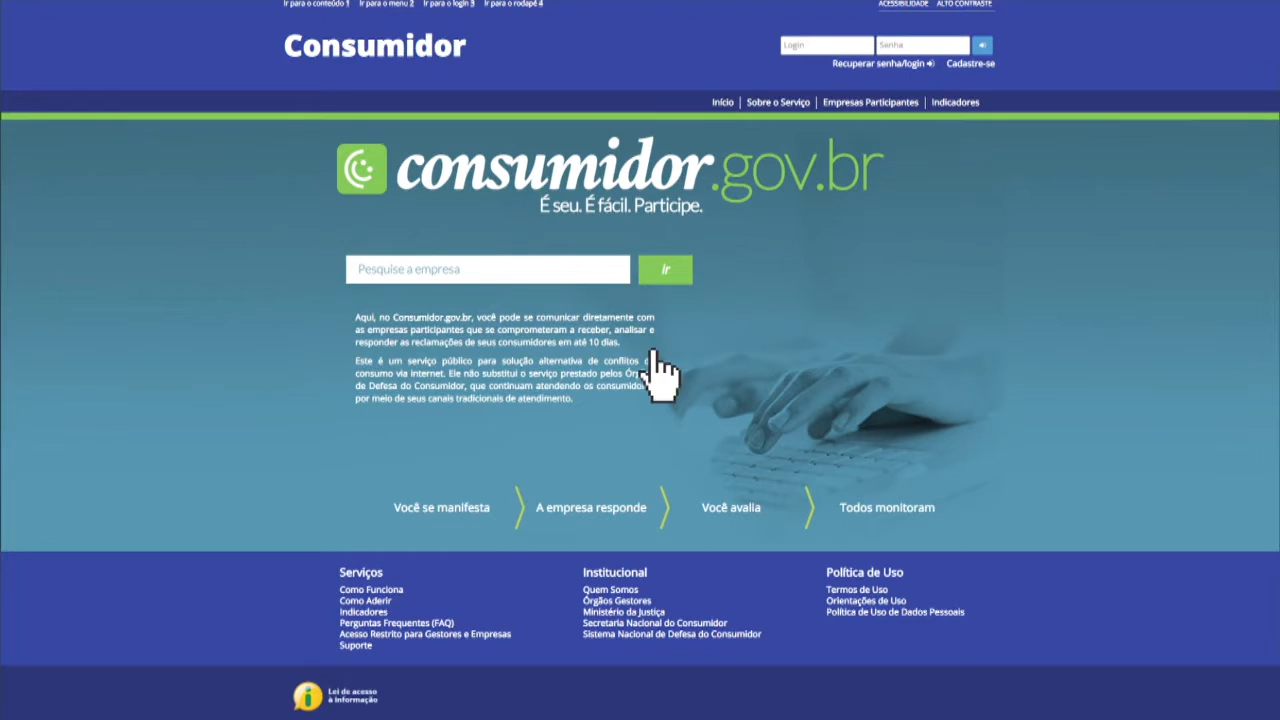 Ir para o conteúdo 1 Ir para o menu 2 Ir para o login 3 Ir para o rodapé 4
ACESSIBILIDADE ALTO CONTRASTE
Consumidor
Login
Senha
Recuperar senha/login
Cadastre-se
Início | Sobre o Serviço | Empresas Participantes | Indicadores
consumidor.gov.br
É seu. É fácil. Participe.
Pesquise a empresa
Ir
Aqui, no Consumidor.gov.br, você pode se comunicar diretamente com
as empresas participantes que se comprometeram a receber, analisar e
responder as reclamações de seus consumidores em até 10 dias.
Este é um serviço público para solução alternativa de conflitos
consumo via internet. Ele não substitui o serviço prestado pelos
de Defesa do Consumidor, que continuam atendendo os
por meio de seus canais tradicionais de atendimento.
Você se manifesta
A empresa responde
Você avalia
Todos monitoram
Serviços
Como Funciona
Como Aderir
Indicadores
Perguntas Frequentes (FAQ)
Acesso Restrito para Gestores e Empresas
Suporte
Institucional
Quem Somos
Órgãos Gestores
Ministério da Justiça
Secretaria Nacional do Consumidor
Sistema Nacional de Defesa do Consumidor
Política de Uso
Termos de Uso
Orientações de Uso
Política de Uso de Dados Pessoais
Lei de acesso
à Informação